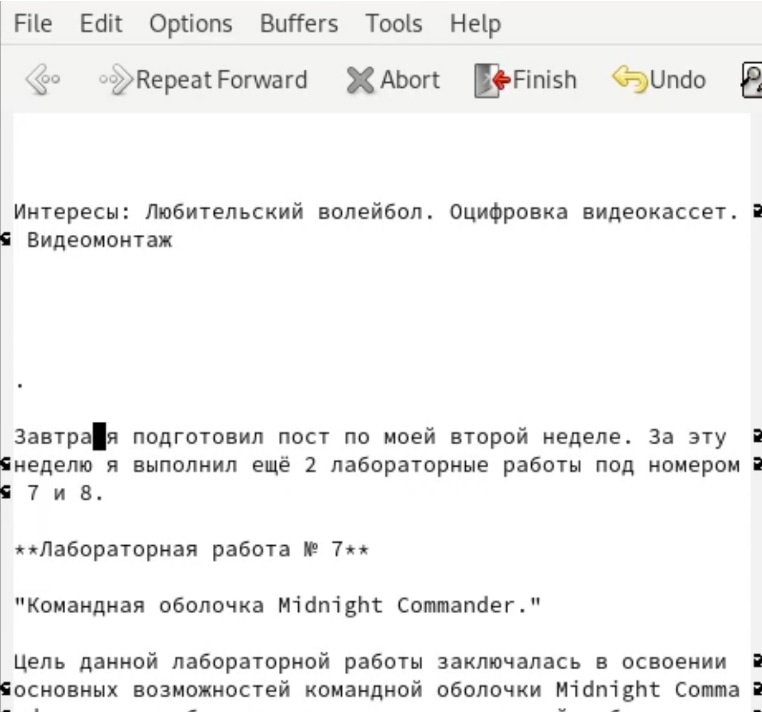 File Edit Options Buffers Tools Help
Repeat Forward Abort Finish Undo
Интересы: Любительский волейбол. Оцифровка видеокассет.
Видеомонтаж
.
Завтра я подготовил пост по моей второй неделе. За эту
неделю я выполнил ещё 2 лабораторные работы под номером
7 и 8.
**Лабораторная работа № 7**
"Командная оболочка Midnight Commander."
Цель данной лабораторной работы заключалась в освоении
основных возможностей командной оболочки Midnight Comma